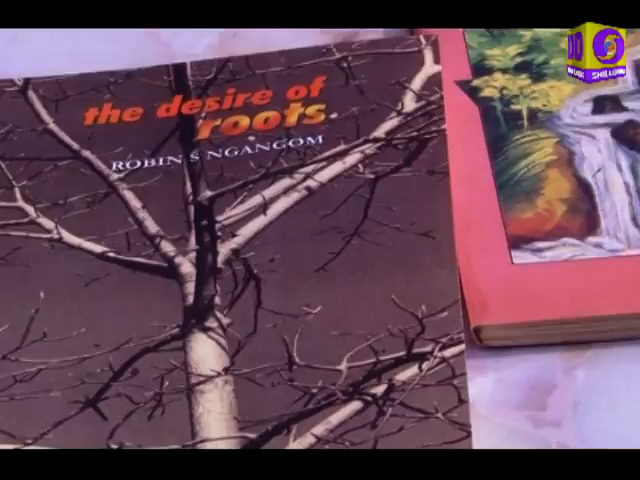 the desire of
roots
ROBIN S NGANGOM
DD
SHILLONG